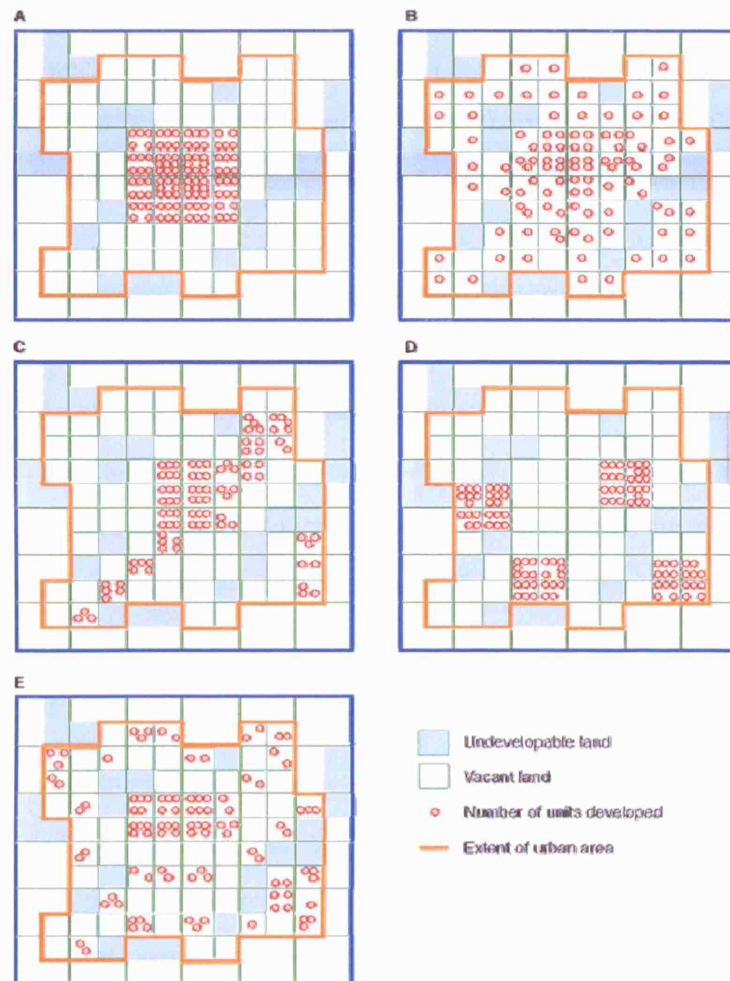 A
B
C
D
E
Undevelopable land
Vacant land
Number of units developed
Extent of urban area